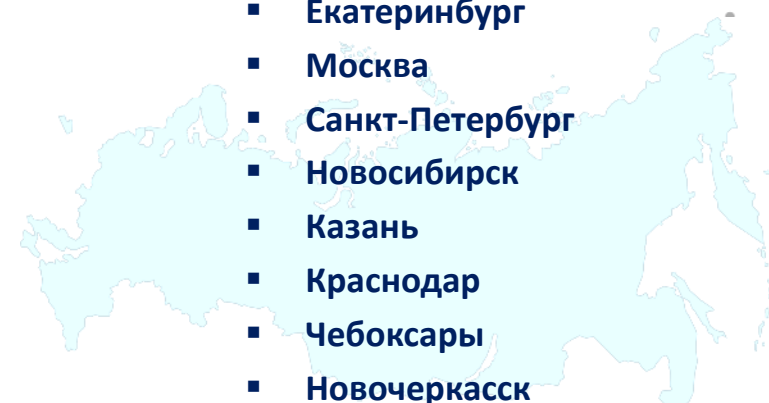 ▪ Екатеринбург
▪ Москва
▪ Санкт-Петербург
▪ Новосибирск
▪ Казань
▪ Краснодар
▪ Чебоксары
▪ Новочеркасск